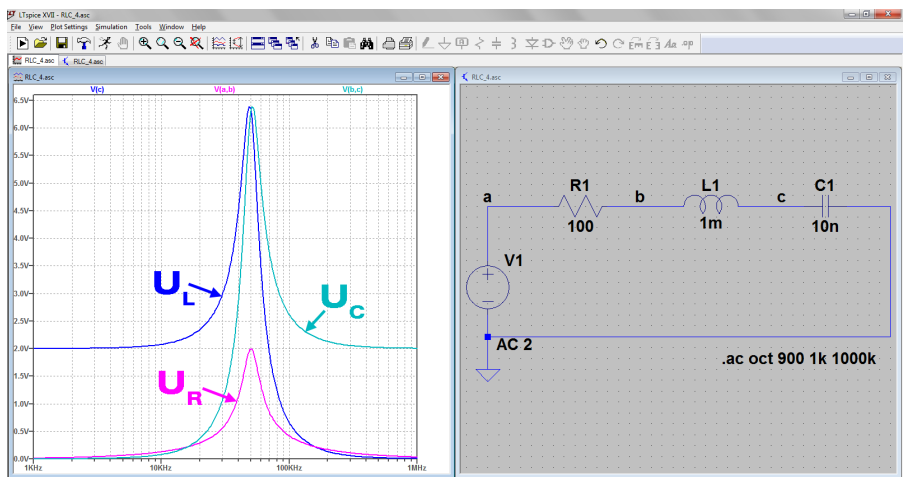 LTspice XVII - RLC_4.asc
File View Plot Settings Simulation Tools Window Help
RLC_4.asc RLC_4.asc
RLC_4.asc
V(c) V(a,b) V(b,c)
6.5V
6.0V
5.5V
5.0V
4.5V
4.0V
3.5V
3.0V
2.5V
2.0V
1.5V
1.0V
0.5V
0.0V
1KHz 10KHz 100KHz 1MHz
UL
UC
UR
RLC_4.asc
a R1 b L1 c C1
100 1m 10n
V1
AC 2
.ac oct 900 1k 1000k